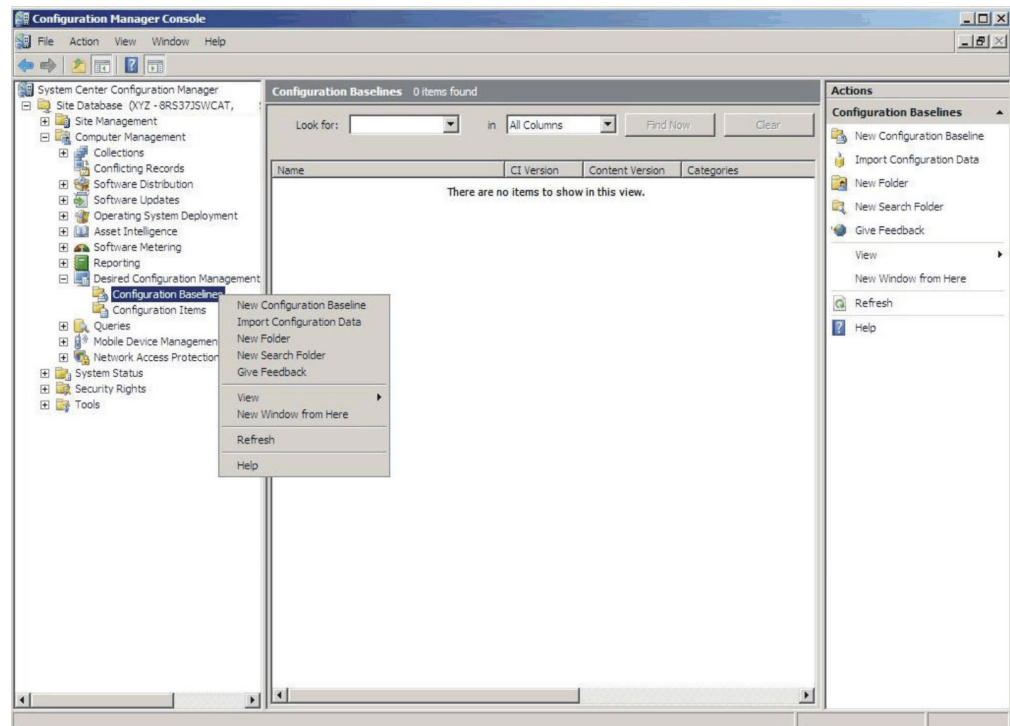 Configuration Manager Console
File Action View Window Help
System Center Configuration Manager
Site Database (XYZ - 8RS37JSWCAT,
Site Management
Computer Management
Collections
Conflicting Records
Software Distribution
Software Updates
Operating System Deployment
Asset Intelligence
Software Metering
Reporting
Desired Configuration Management
Configuration Baselines
Configuration Items
Queries
Mobile Device Managemen
Network Access Protection
System Status
Security Rights
Tools
Configuration Baselines 0 items found
Look for: in All Columns Find Now Clear
Name CI Version Content Version Categories
There are no items to show in this view.
New Configuration Baseline
Import Configuration Data
New Folder
New Search Folder
Give Feedback
View
New Window from Here
Refresh
Help
Actions
Configuration Baselines
New Configuration Baseline
Import Configuration Data
New Folder
New Search Folder
Give Feedback
View
New Window from Here
Refresh
Help